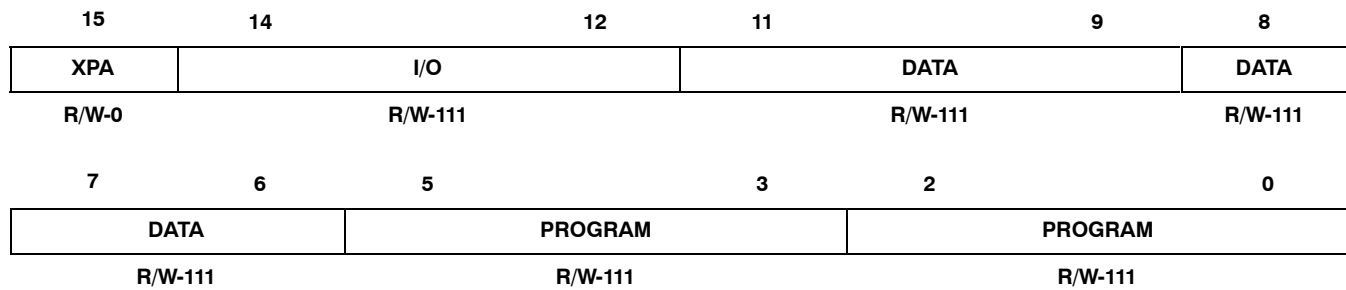 15 14 12 11 9 8
XPA I/O DATA DATA
R/W-0 R/W-111 R/W-111 R/W-111
7 6 5 3 2 0
DATA PROGRAM PROGRAM
R/W-111 R/W-111 R/W-111